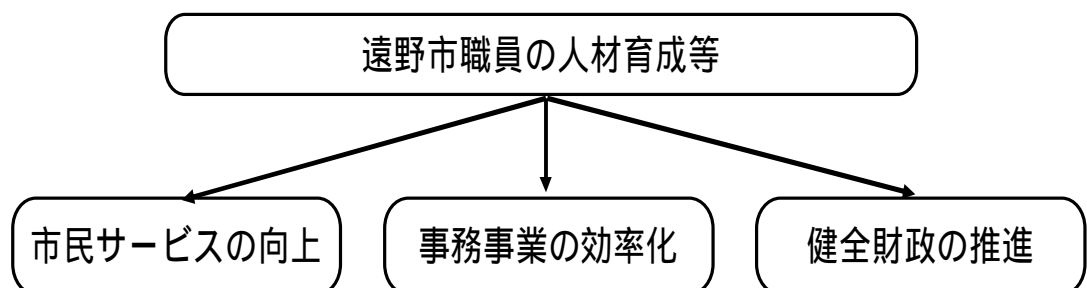 遠野市職員の人材育成等
市民サービスの向上
事務事業の効率化
健全財政の推進